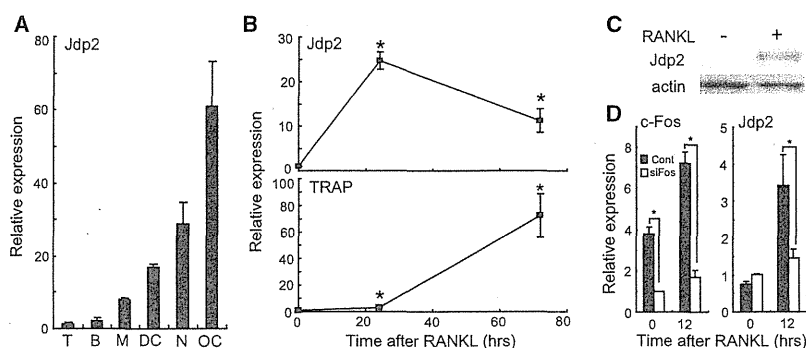 A
Jdp2
Relative expression
80
60
40
20
0
T B M DC N OC
B
Jdp2
30
20
10
0
*
*
TRAP
Relative expression
100
80
60
40
20
0
*
*
0 20 40 60 80
Time after RANKL (hrs)
C
RANKL - +
Jdp2
actin
D
c-Fos
Relative expression
8
6
4
2
0
Cont
siFos
*
*
0 12
Jdp2
5
4
3
2
1
0
*
0 12
Time after RANKL (hrs)